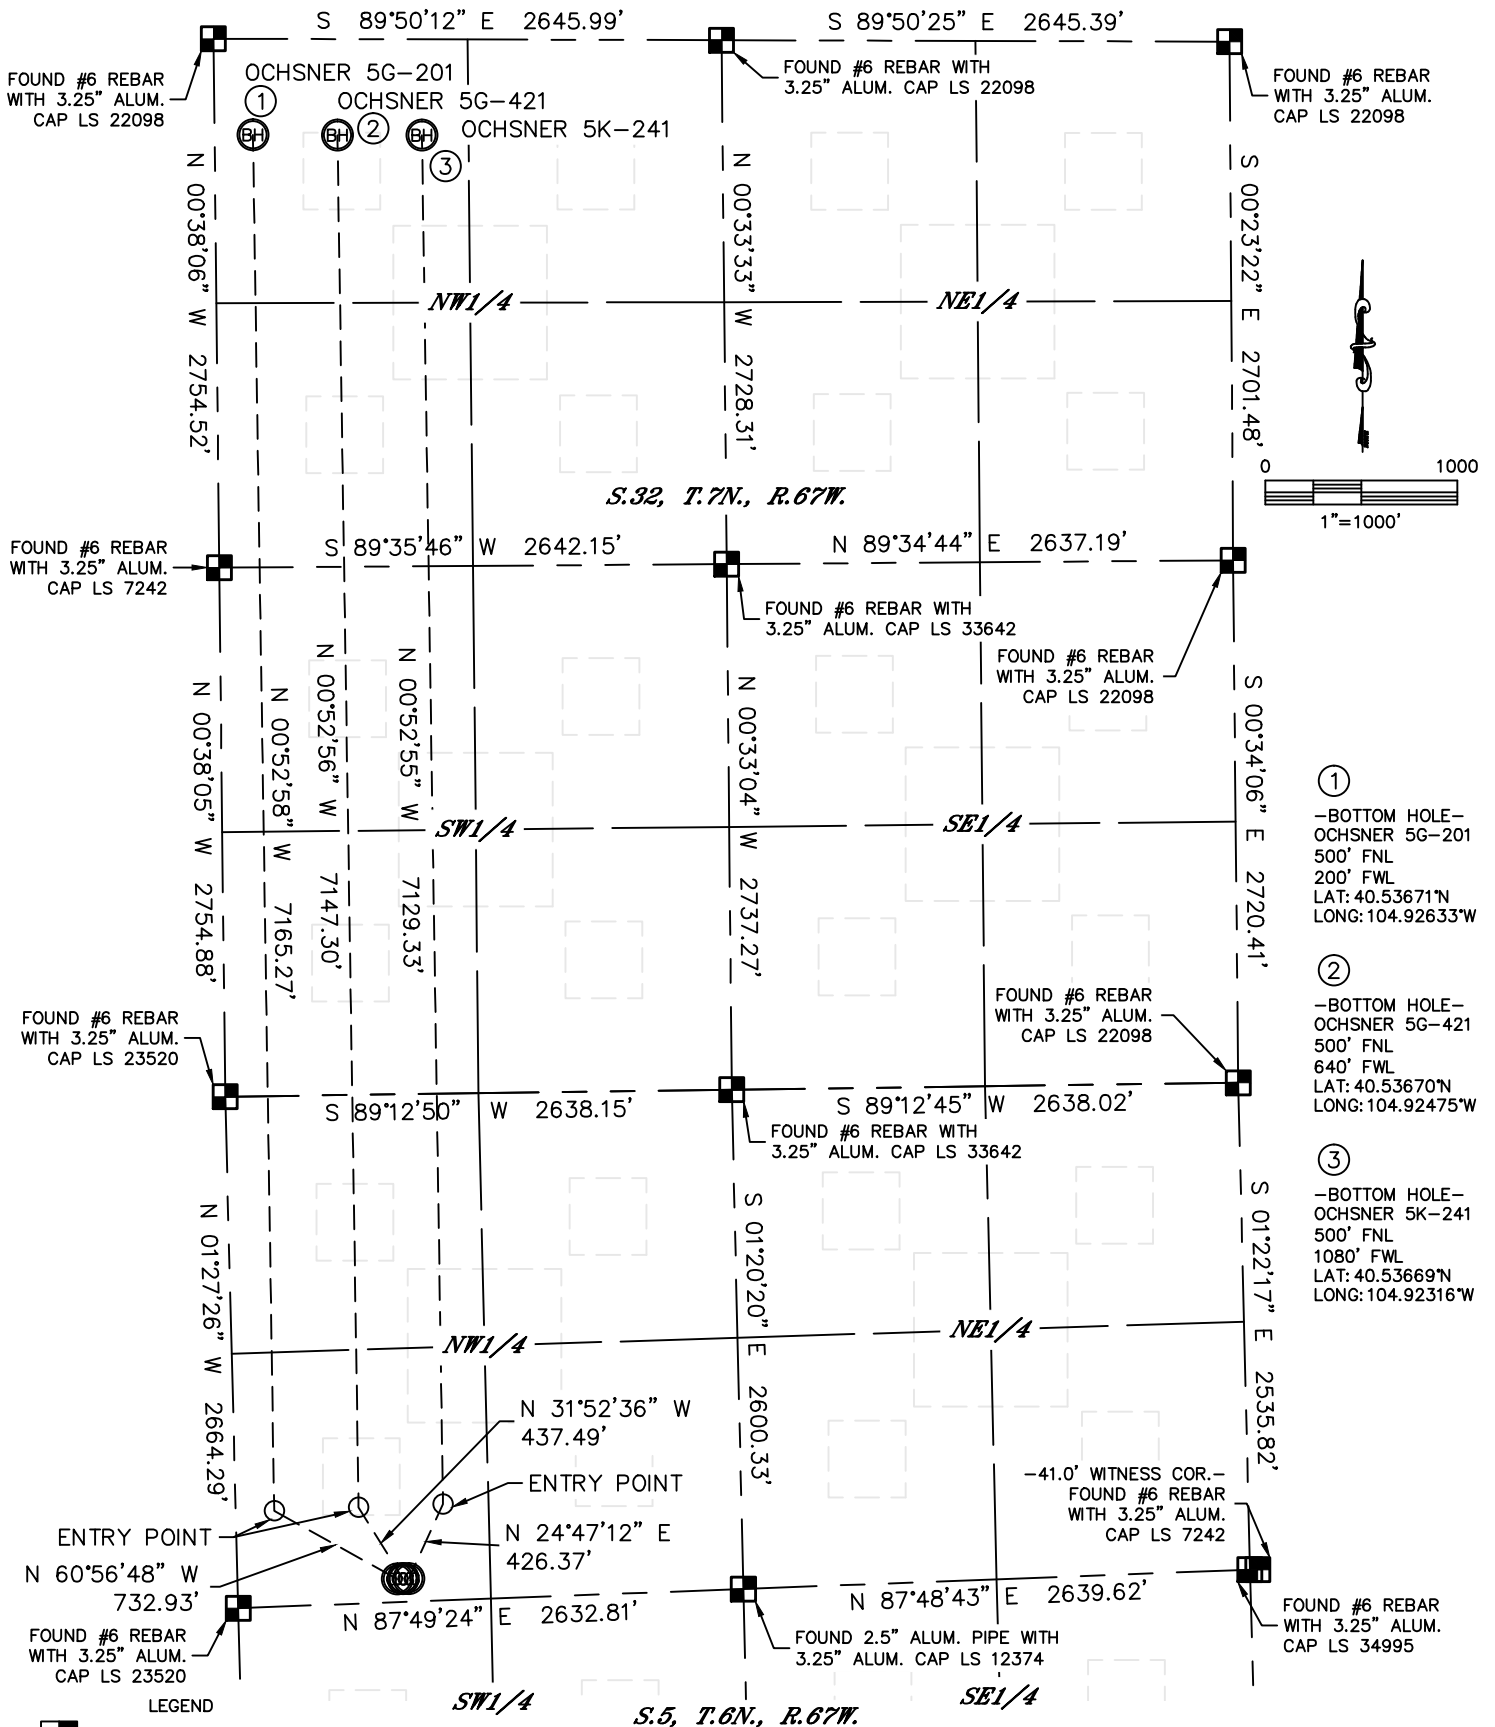 S 89°50'12" E 2645.99'
S 89°50'25" E 2645.39'
FOUND #6 REBAR
WITH 3.25" ALUM.
CAP LS 22098
OCHSNER 5G-201
1
OCHSNER 5G-421
2
OCHSNER 5K-241
3
BH
BH
BH
FOUND #6 REBAR WITH
3.25" ALUM. CAP LS 22098
FOUND #6 REBAR
WITH 3.25" ALUM.
CAP LS 22098
N 00°38'06" W 2754.52'
N 00°33'33" W 2728.31'
S 00°23'22" E 2701.48'
NW1/4
NE1/4
0 1000
1"=1000'
S.32, T.7N., R.67W.
FOUND #6 REBAR
WITH 3.25" ALUM.
CAP LS 7242
S 89°35'46" W 2642.15'
N 89°34'44" E 2637.19'
FOUND #6 REBAR WITH
3.25" ALUM. CAP LS 33642
FOUND #6 REBAR
WITH 3.25" ALUM.
CAP LS 22098
N 00°38'05" W 2754.88'
N 00°52'58" W 7165.27'
N 00°52'56" W 7147.30'
N 00°52'55" W 7129.33'
N 00°33'04" W 2737.27'
S 00°34'06" E 2720.41'
SW1/4
SE1/4
1
-BOTTOM HOLE-
OCHSNER 5G-201
500' FNL
200' FWL
LAT: 40.53671°N
LONG: 104.92633°W
2
-BOTTOM HOLE-
OCHSNER 5G-421
500' FNL
640' FWL
LAT: 40.53670°N
LONG: 104.92475°W
3
-BOTTOM HOLE-
OCHSNER 5K-241
500' FNL
1080' FWL
LAT: 40.53669°N
LONG: 104.92316°W
FOUND #6 REBAR
WITH 3.25" ALUM.
CAP LS 23520
FOUND #6 REBAR
WITH 3.25" ALUM.
CAP LS 22098
S 89°12'50" W 2638.15'
S 89°12'45" W 2638.02'
FOUND #6 REBAR WITH
3.25" ALUM. CAP LS 33642
N 01°27'26" W 2664.29'
S 01°20'20" E 2600.33'
S 01°22'17" E 2535.82'
NW1/4
NE1/4
N 31°52'36" W
437.49'
ENTRY POINT
ENTRY POINT
N 24°47'12" E
426.37'
N 60°56'48" W
732.93'
-41.0' WITNESS COR.-
FOUND #6 REBAR
WITH 3.25" ALUM.
CAP LS 7242
N 87°49'24" E 2632.81'
N 87°48'43" E 2639.62'
FOUND #6 REBAR
WITH 3.25" ALUM.
CAP LS 23520
FOUND 2.5" ALUM. PIPE WITH
3.25" ALUM. CAP LS 12374
FOUND #6 REBAR
WITH 3.25" ALUM.
CAP LS 34995
LEGEND
SW1/4
SE1/4
S.5, T.6N., R.67W.